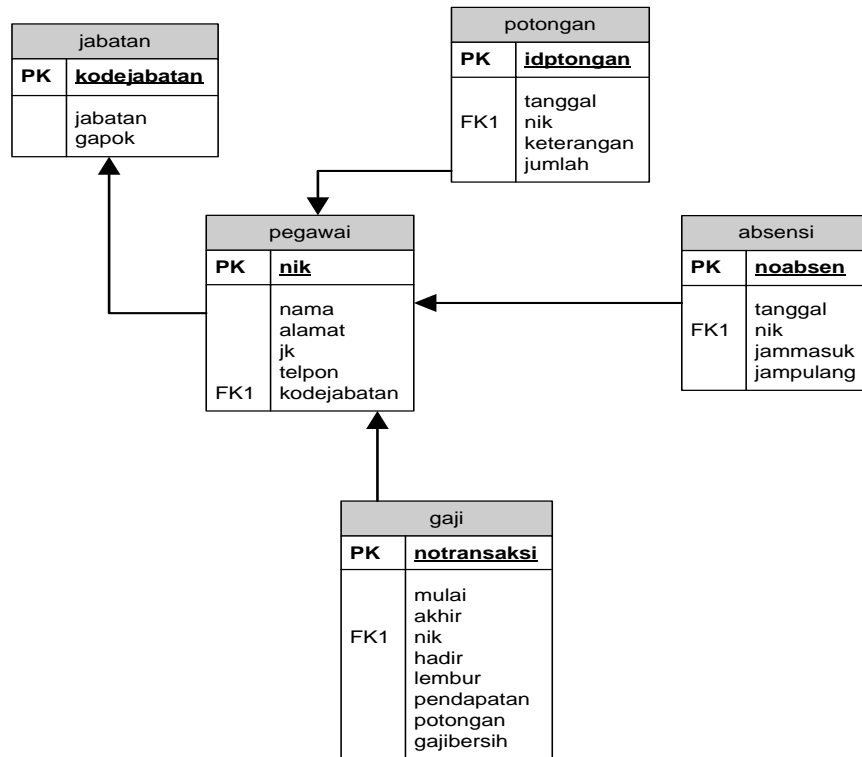 jabatan
PK kodejabatan
jabatan
gapok
potongan
PK idptongan
tanggal
FK1 nik
keterangan
jumlah
pegawai
PK nik
nama
alamat
jk
telpon
FK1 kodejabatan
absensi
PK noabsen
tanggal
FK1 nik
jammasuk
jampulang
gaji
PK notransaksi
mulai
akhir
FK1 nik
hadir
lembur
pendapatan
potongan
gajibersih